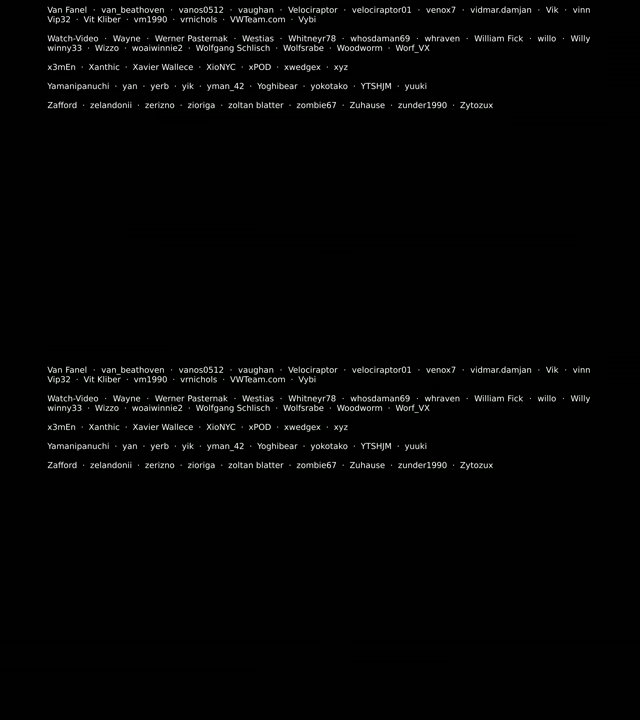 Van Fanel · van_beathoven · vanos0512 · vaughan · Velociraptor · velociraptor01 · venox7 · vidmar.damjan · Vik · vinn
Vip32 · Vit Kliber · vm1990 · vrnichols · VWTeam.com · Vybi
Watch-Video · Wayne · Werner Pasternak · Westias · Whitneyr78 · whosdaman69 · whraven · William Fick · willo · Willy
winny33 · Wizzo · woaiwinnie2 · Wolfgang Schlisch · Wolfsrabe · Woodworm · Worf_VX
x3mEn · Xanthic · Xavier Wallece · XioNYC · xPOD · xwedgex · xyz
Yamanipanuchi · yan · yerb · yik · yman_42 · Yoghibear · yokotako · YTSHJM · yuuki
Zafford · zelandonii · zerizno · zioriga · zoltan blatter · zombie67 · Zuhause · zunder1990 · Zytozux
Van Fanel · van_beathoven · vanos0512 · vaughan · Velociraptor · velociraptor01 · venox7 · vidmar.damjan · Vik · vinn
Vip32 · Vit Kliber · vm1990 · vrnichols · VWTeam.com · Vybi
Watch-Video · Wayne · Werner Pasternak · Westias · Whitneyr78 · whosdaman69 · whraven · William Fick · willo · Willy
winny33 · Wizzo · woaiwinnie2 · Wolfgang Schlisch · Wolfsrabe · Woodworm · Worf_VX
x3mEn · Xanthic · Xavier Wallece · XioNYC · xPOD · xwedgex · xyz
Yamanipanuchi · yan · yerb · yik · yman_42 · Yoghibear · yokotako · YTSHJM · yuuki
Zafford · zelandonii · zerizno · zioriga · zoltan blatter · zombie67 · Zuhause · zunder1990 · Zytozux